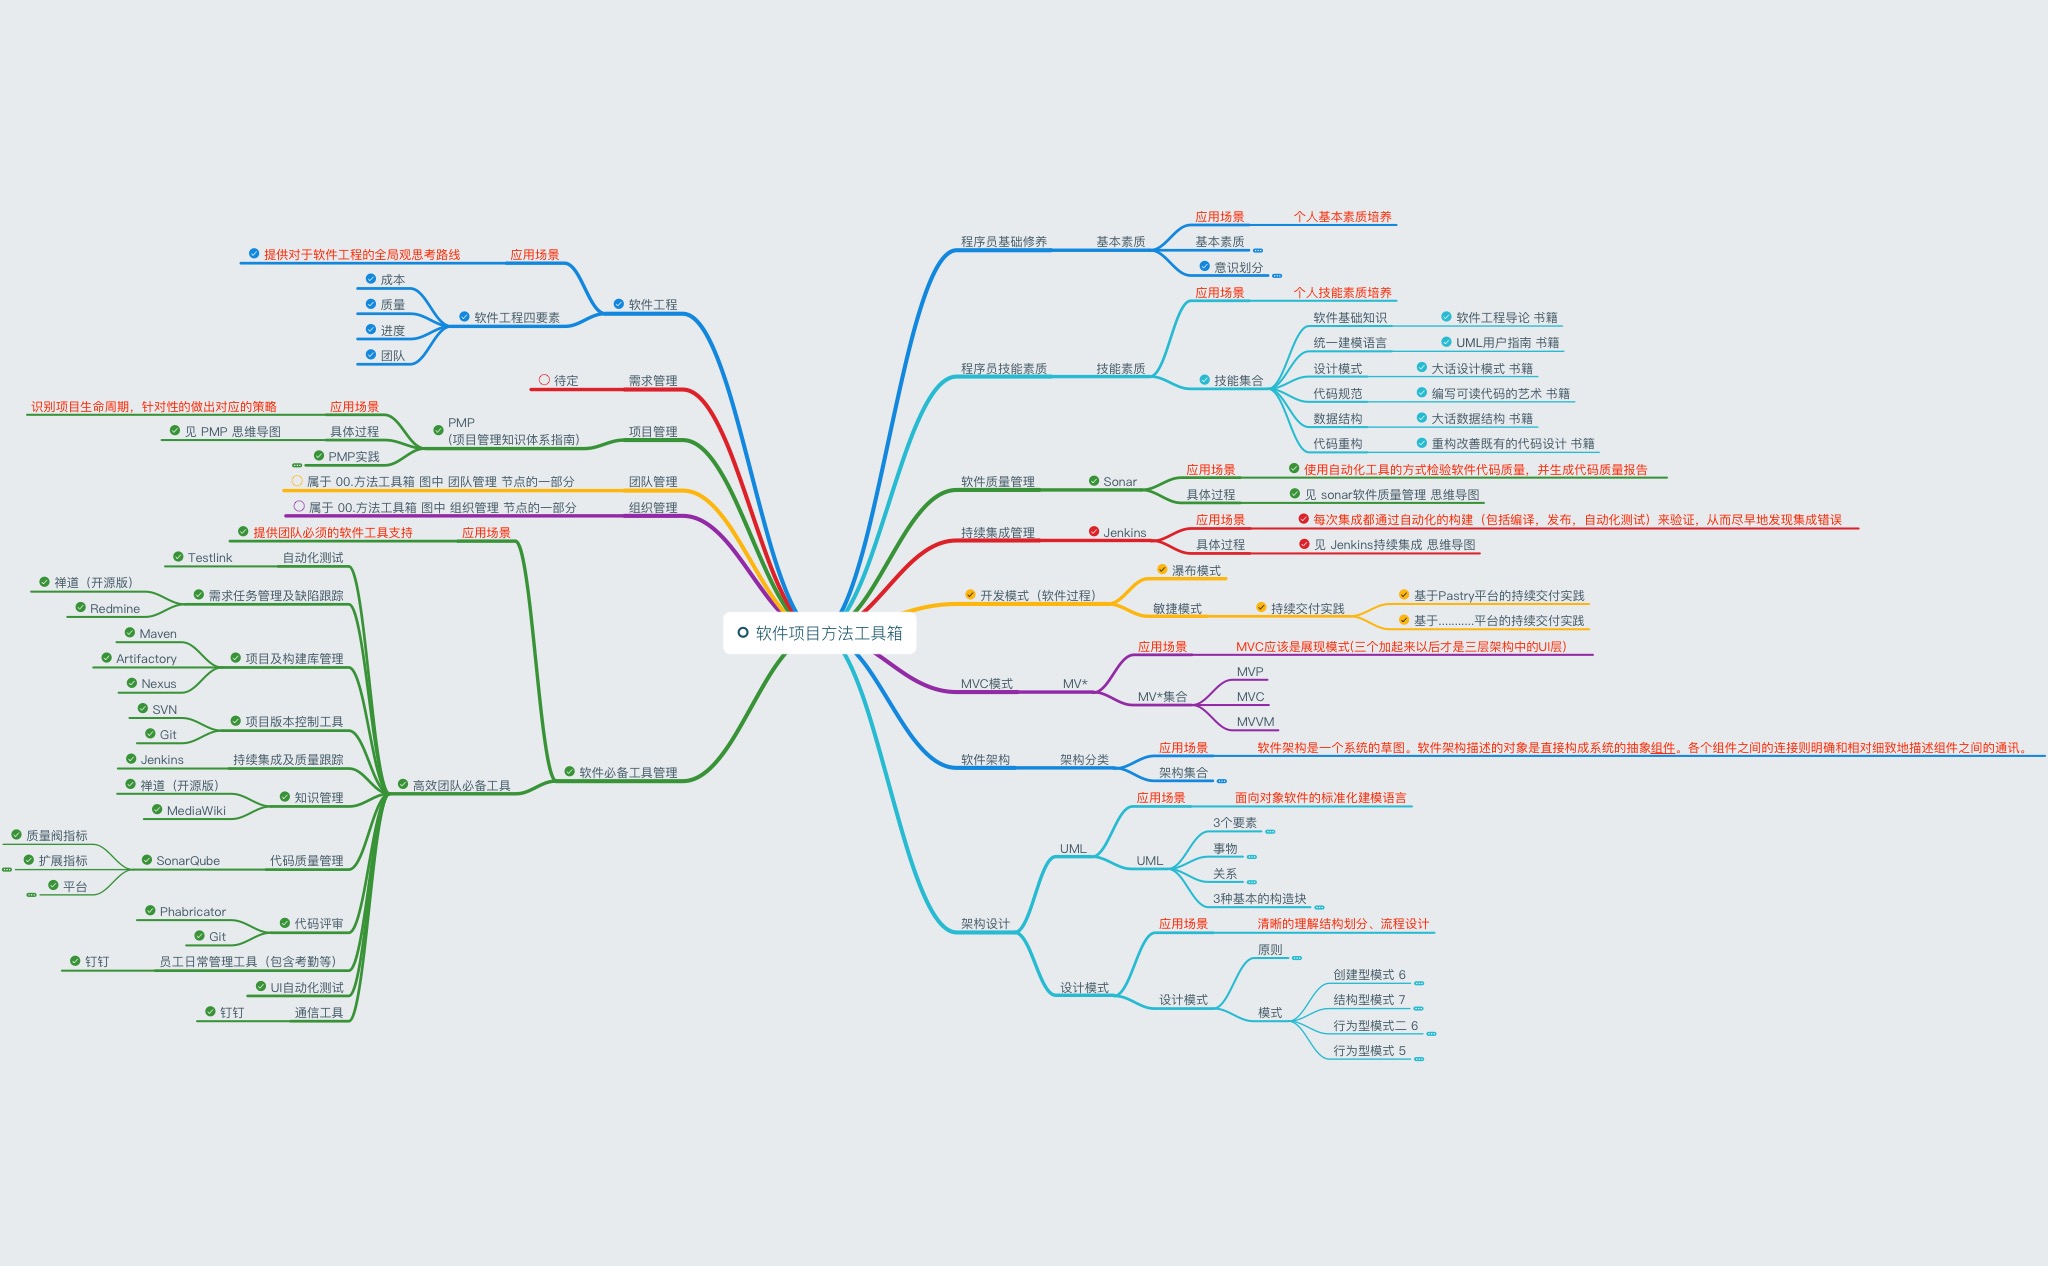 软件项目方法工具箱
程序员基础修养
基本素质
应用场景
个人基本素质培养
基本素质
意识划分
程序员技能素质
技能素质
应用场景
个人技能素质培养
技能集合
软件基础知识
软件工程导论 书籍
统一建模语言
UML用户指南 书籍
设计模式
大话设计模式 书籍
代码规范
编写可读代码的艺术 书籍
数据结构
大话数据结构 书籍
代码重构
重构改善既有的代码设计 书籍
软件质量管理
Sonar
应用场景
使用自动化工具的方式检验软件代码质量，并生成代码质量报告
具体过程
见 sonar软件质量管理 思维导图
持续集成管理
Jenkins
应用场景
每次集成都通过自动化的构建（包括编译，发布，自动化测试）来验证，从而尽早地发现集成错误
具体过程
见 Jenkins持续集成 思维导图
开发模式（软件过程）
瀑布模式
敏捷模式
持续交付实践
基于Pastry平台的持续交付实践
基于...........平台的持续交付实践
MVC模式
MV*
应用场景
MVC应该是展现模式(三个加起来以后才是三层架构中的UI层)
MV*集合
MVP
MVC
MVVM
软件架构
架构分类
应用场景
软件架构是一个系统的草图。软件架构描述的对象是直接构成系统的抽象组件。各个组件之间的连接则明确和相对细致地描述组件之间的通讯。
架构集合
架构设计
UML
应用场景
面向对象软件的标准化建模语言
UML
3个要素
事物
关系
3种基本的构造块
设计模式
应用场景
清晰的理解结构划分、流程设计
设计模式
原则
模式
创建型模式 6
结构型模式 7
行为型模式二 6
行为型模式 5
软件工程
应用场景
提供对于软件工程的全局观思考路线
软件工程四要素
成本
质量
进度
团队
需求管理
待定
项目管理
PMP
(项目管理知识体系指南)
应用场景
识别项目生命周期，针对性的做出对应的策略
具体过程
见 PMP 思维导图
PMP实践
团队管理
属于 00.方法工具箱 图中 团队管理 节点的一部分
组织管理
属于 00.方法工具箱 图中 组织管理 节点的一部分
软件必备工具管理
应用场景
提供团队必须的软件工具支持
高效团队必备工具
自动化测试
Testlink
需求任务管理及缺陷跟踪
禅道（开源版）
Redmine
项目及构建库管理
Maven
Artifactory
Nexus
项目版本控制工具
SVN
Git
持续集成及质量跟踪
Jenkins
知识管理
禅道（开源版）
MediaWiki
代码质量管理
SonarQube
质量阀指标
扩展指标
平台
代码评审
Phabricator
Git
员工日常管理工具（包含考勤等）
钉钉
UI自动化测试
通信工具
钉钉